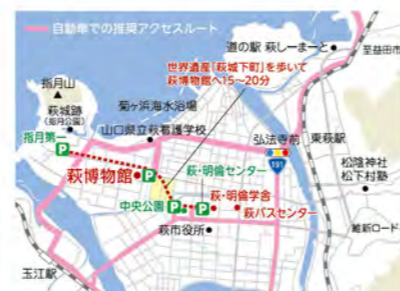 自動車での推奨アクセスルート
道の駅 萩しーまーと
至益田市
世界遺産「萩城下町」を歩いて
萩博物館へ15〜20分
指月山
萩城跡
(指月公園)
菊ヶ浜海水浴場
山口県立萩看護学校
指月第一
P
弘法寺前
東萩駅
191
松陰神社
松下村塾
萩博物館
P
萩・明倫センター
中央公園
P
P
萩・明倫学舎
萩バスセンター
萩市役所
維新ロード
玉江駅